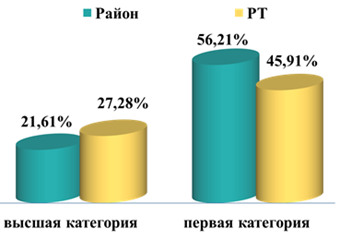 Район РТ
56,21%
45,91%
27,28%
21,61%
высшая категория первая категория